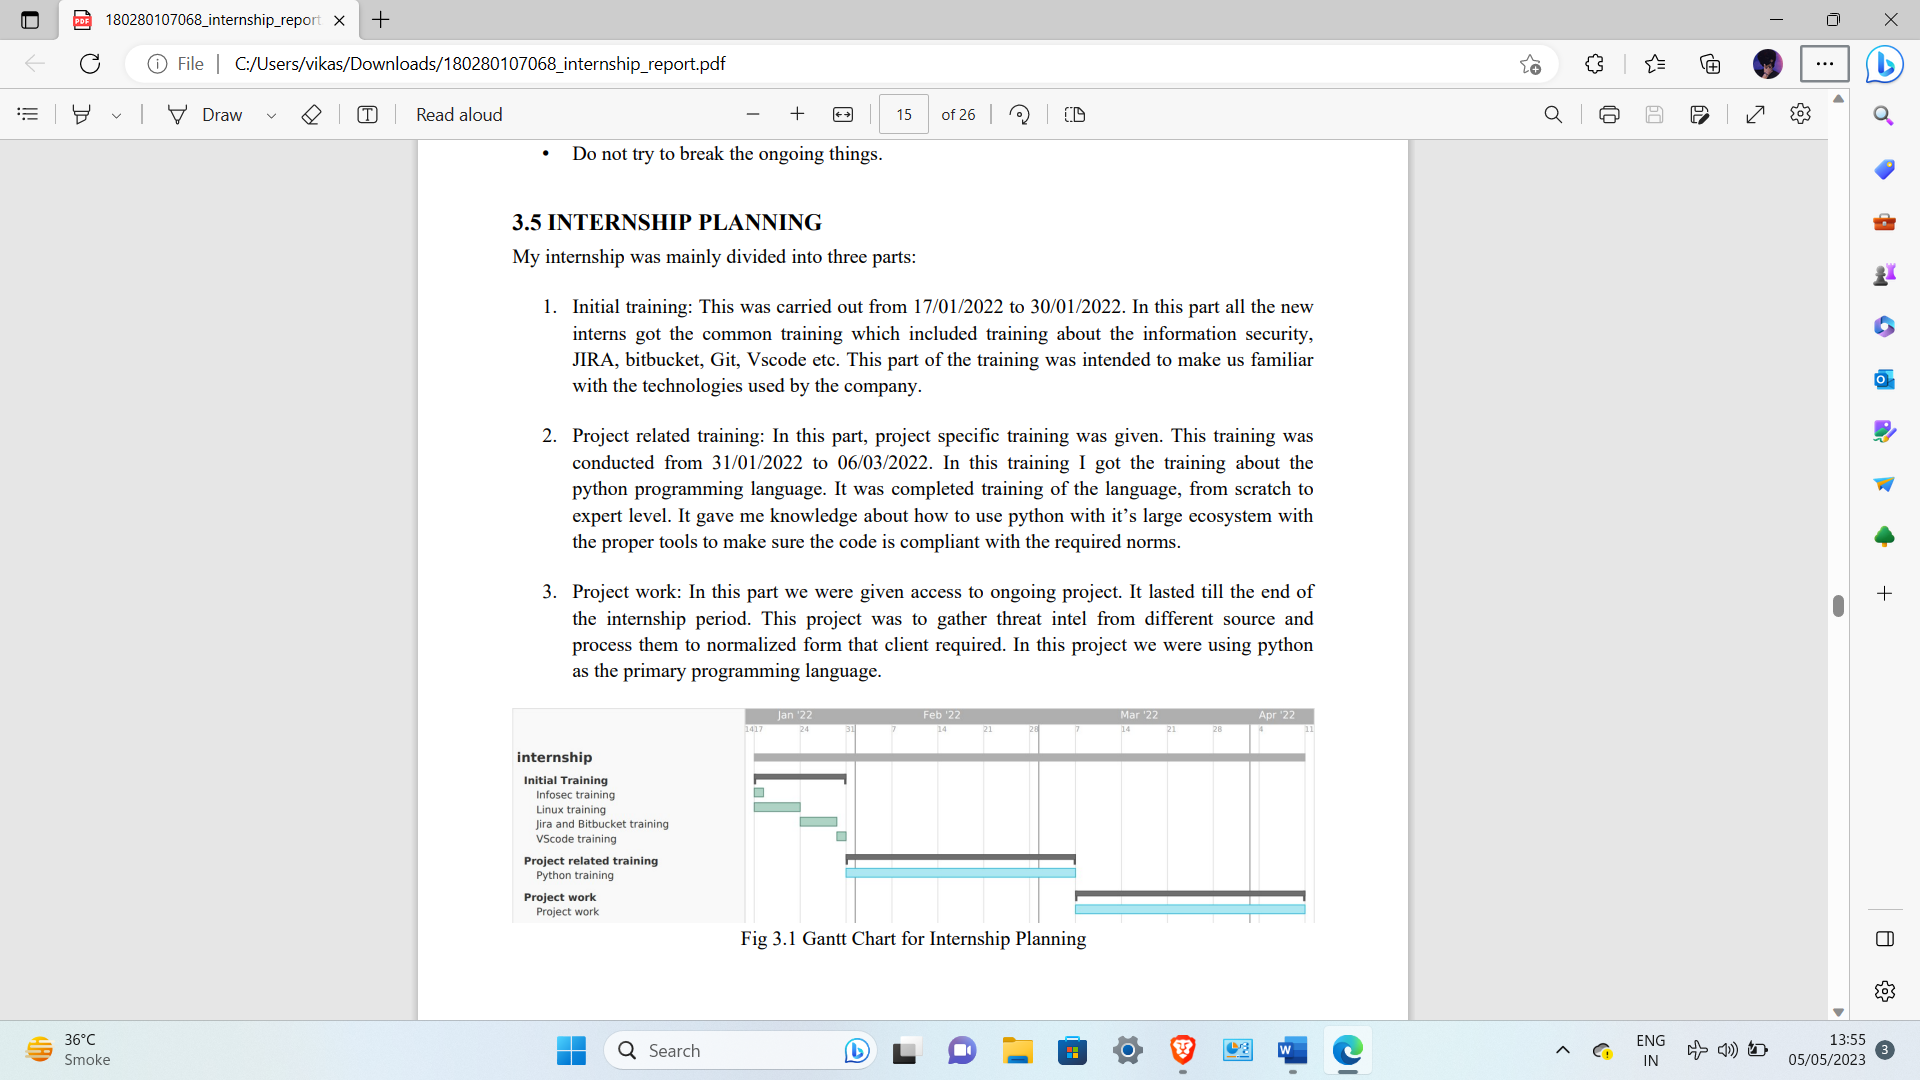 180280107068_internship_report
File
C:/Users/vikas/Downloads/180280107068_internship_report.pdf
Draw
Read aloud
15
of 26
• Do not try to break the ongoing things.
3.5 INTERNSHIP PLANNING
My internship was mainly divided into three parts:
1. Initial training: This was carried out from 17/01/2022 to 30/01/2022. In this part all the new
interns got the common training which included training about the information security,
JIRA, bitbucket, Git, Vscode etc. This part of the training was intended to make us familiar
with the technologies used by the company.
2. Project related training: In this part, project specific training was given. This training was
conducted from 31/01/2022 to 06/03/2022. In this training I got the training about the
python programming language. It was completed training of the language, from scratch to
expert level. It gave me knowledge about how to use python with it’s large ecosystem with
the proper tools to make sure the code is compliant with the required norms.
3. Project work: In this part we were given access to ongoing project. It lasted till the end of
the internship period. This project was to gather threat intel from different source and
process them to normalized form that client required. In this project we were using python
as the primary programming language.
Jan '22 Feb '22 Mar '22 Apr '22
14 17 24 31 7 14 21 28 7 14 21 28 4 11
internship
Initial Training
Infosec training
Linux training
Jira and Bitbucket training
VScode training
Project related training
Python training
Project work
Project work
Fig 3.1 Gantt Chart for Internship Planning
36°C
Smoke
Search
ENG
IN
13:55
05/05/2023
3